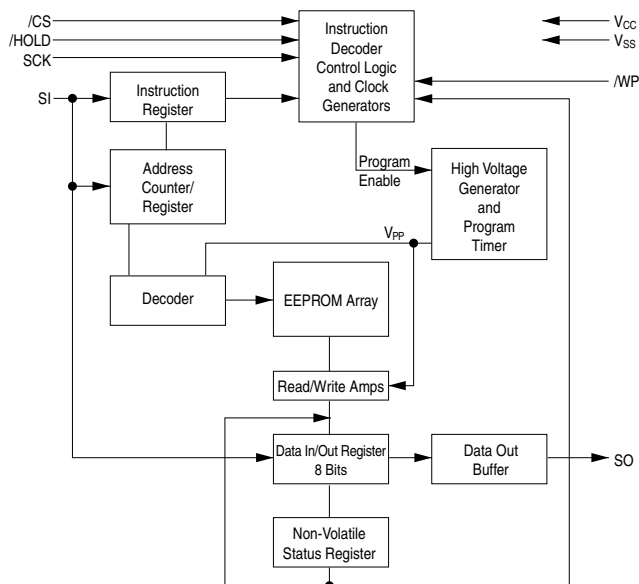 /CS
/HOLD
SCK
SI
Instruction
Decoder
Control Logic
and Clock
Generators
VCC
VSS
/WP
Instruction
Register
Address
Counter/
Register
Program
Enable
High Voltage
Generator
and
Program
Timer
VPP
Decoder
EEPROM Array
Read/Write Amps
Data In/Out Register
8 Bits
Data Out
Buffer
SO
Non-Volatile
Status Register